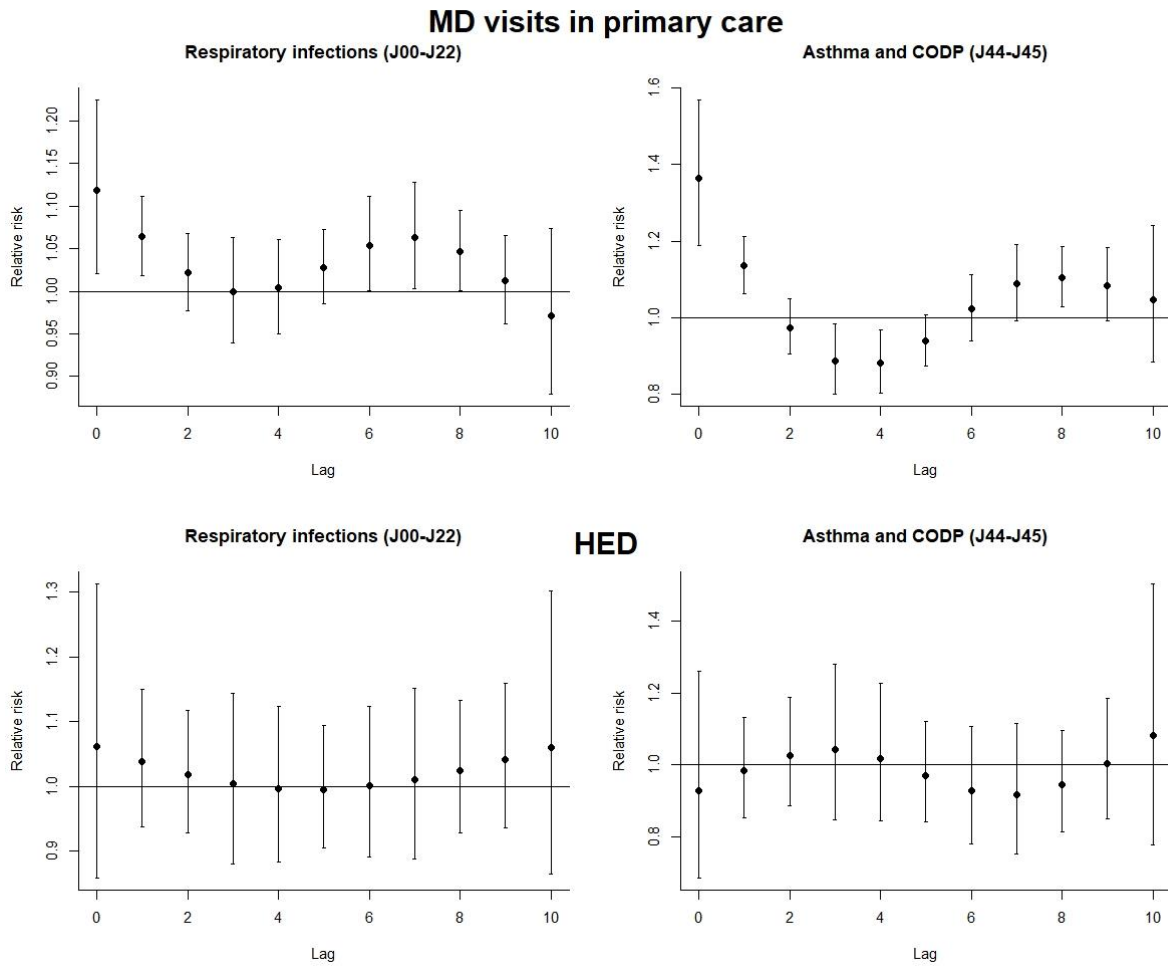 MD visits in primary care
Respiratory infections (J00-J22)
Asthma and CODP (J44-J45)
Relative risk
0.90 0.95 1.00 1.05 1.10 1.15 1.20
0 2 4 6 8 10
Lag
Relative risk
0.8 1.0 1.2 1.4 1.6
0 2 4 6 8 10
Lag
HED
Respiratory infections (J00-J22)
Asthma and CODP (J44-J45)
Relative risk
0.9 1.0 1.1 1.2 1.3
0 2 4 6 8 10
Lag
Relative risk
0.8 1.0 1.2 1.4
0 2 4 6 8 10
Lag